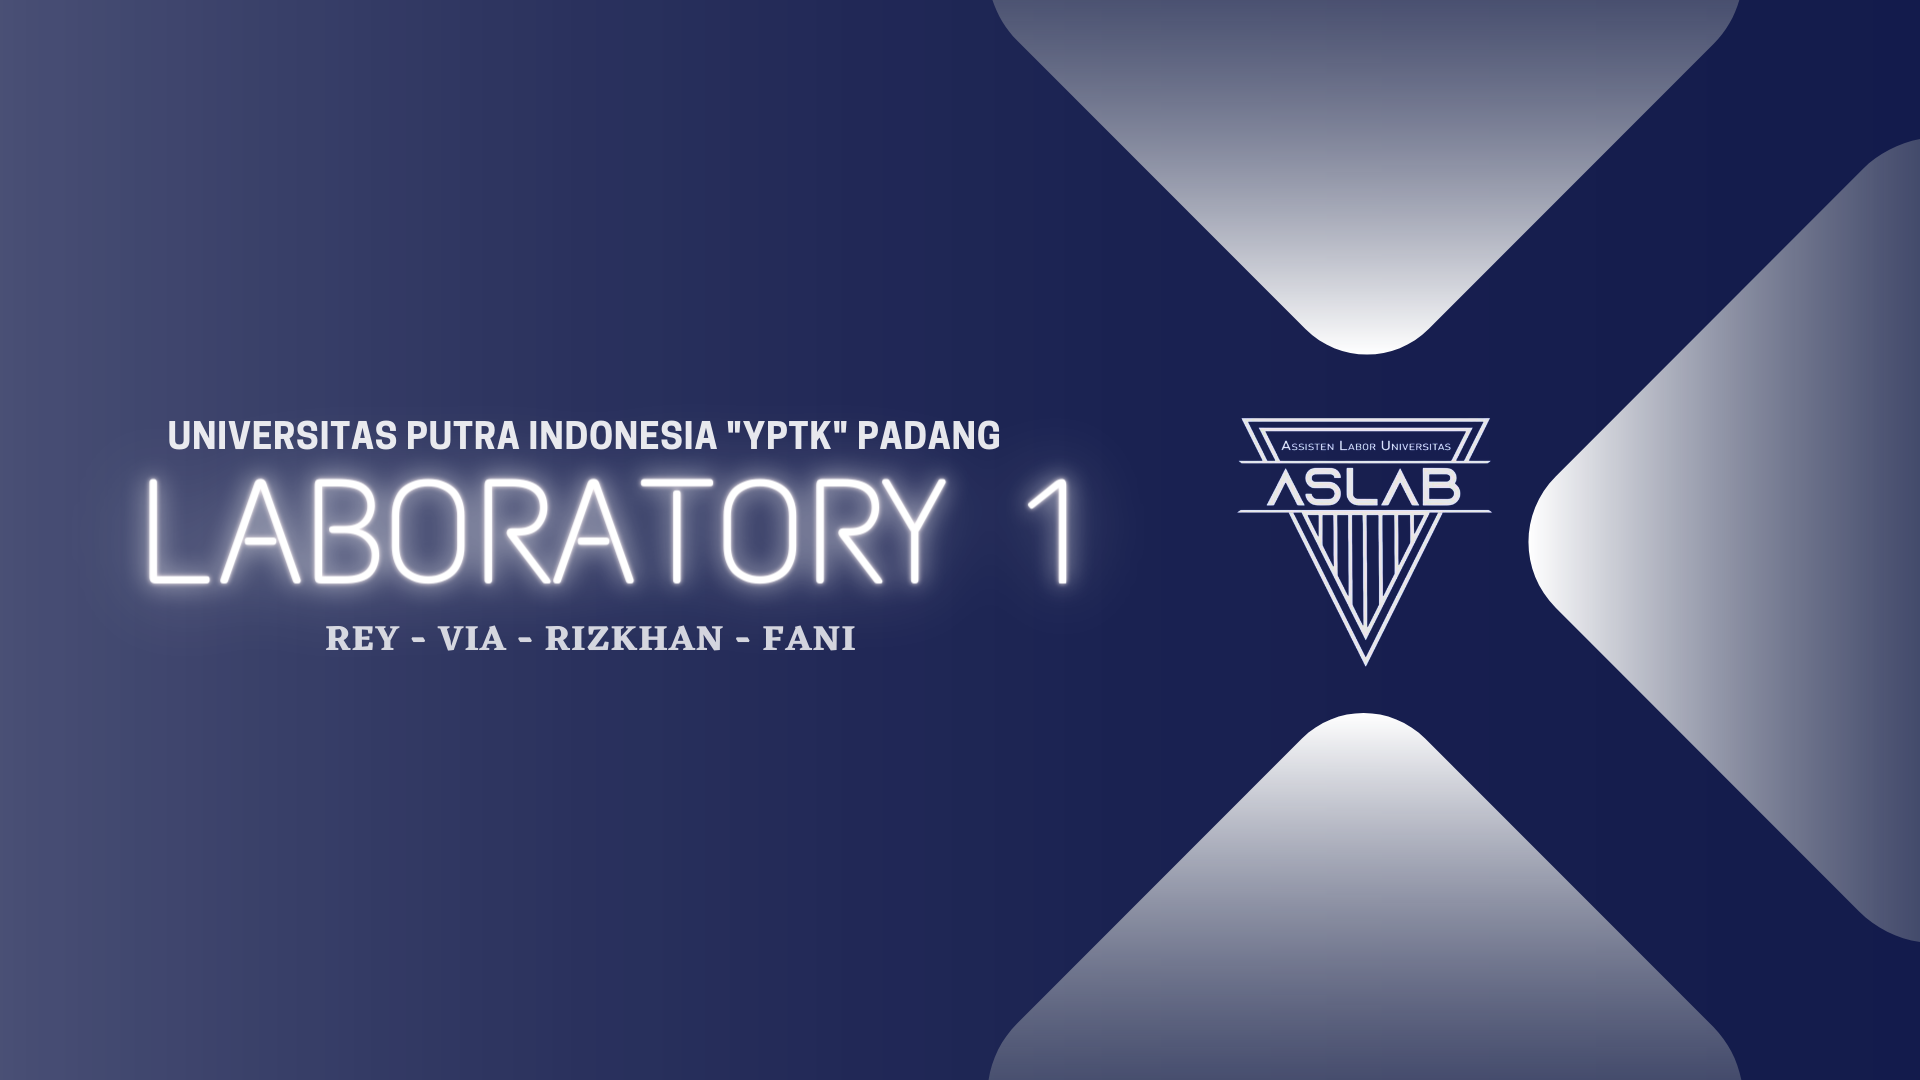 UNIVERSITAS PUTRA INDONESIA "YPTK" PADANG
LABORATORY 1
REY - VIA - RIZKHAN - FANI
Assisten Labor Universitas
ASLAB